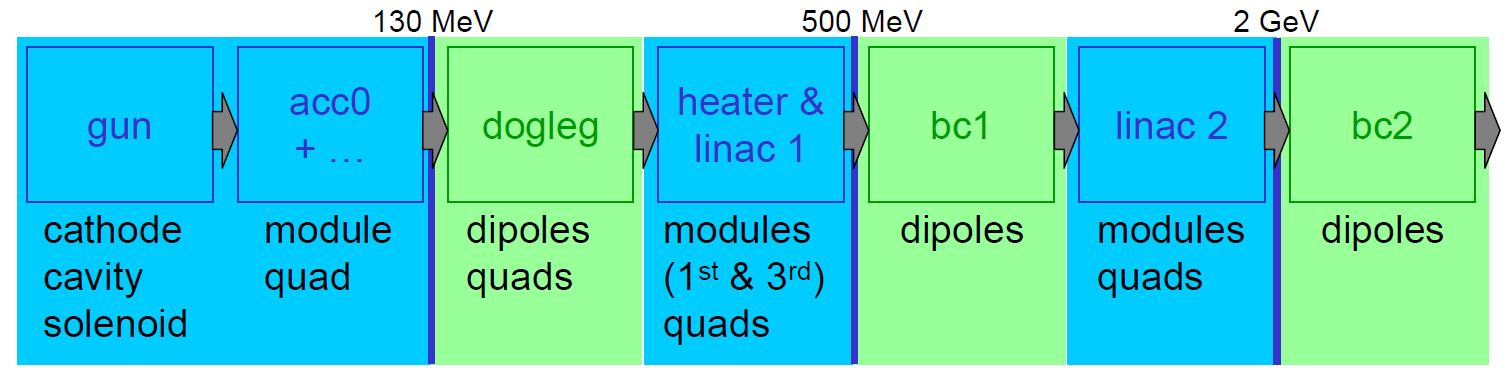 130 MeV
500 MeV
2 GeV
gun
acc0
+ …
dogleg
heater &
linac 1
bc1
linac 2
bc2
cathode
cavity
solenoid
module
quad
dipoles
quads
modules
(1st & 3rd)
quads
dipoles
modules
quads
dipoles